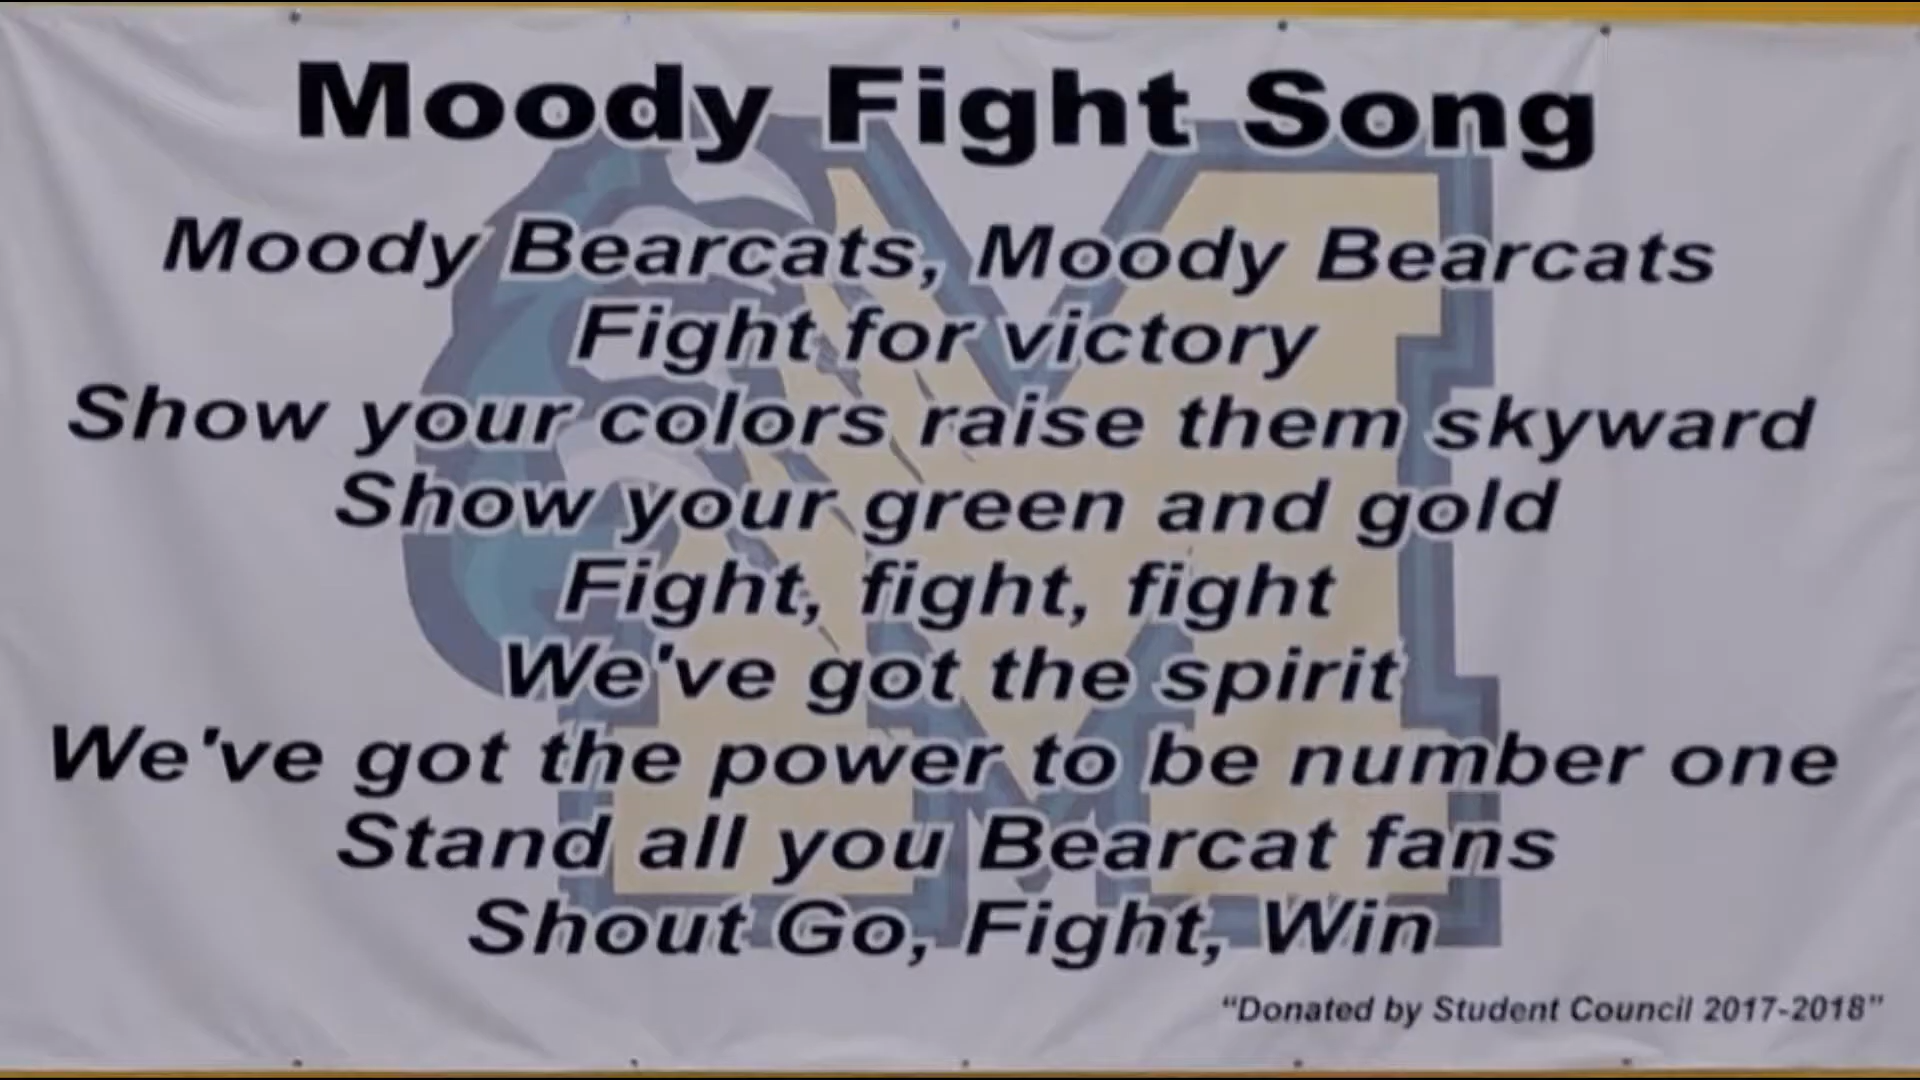 Moody Fight Song
Moody Bearcats, Moody Bearcats
Fight for victory
Show your colors raise them skyward
Show your green and gold
Fight, fight, fight
We've got the spirit
We've got the power to be number one
Stand all you Bearcat fans
Shout Go, Fight, Win
“Donated by Student Council 2017-2018”